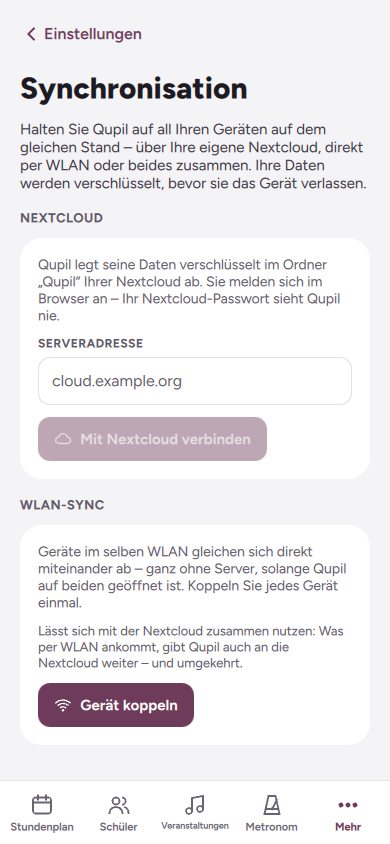 Einstellungen
Synchronisation
Halten Sie Qupil auf all Ihren Geräten auf dem
gleichen Stand – über Ihre eigene Nextcloud, direkt
per WLAN oder beides zusammen. Ihre Daten
werden verschlüsselt, bevor sie das Gerät verlassen.
NEXTCLOUD
Qupil legt seine Daten verschlüsselt im Ordner
„Qupil“ Ihrer Nextcloud ab. Sie melden sich im
Browser an – Ihr Nextcloud-Passwort sieht Qupil
nie.
SERVERADRESSE
cloud.example.org
Mit Nextcloud verbinden
WLAN-SYNC
Geräte im selben WLAN gleichen sich direkt
miteinander ab – ganz ohne Server, solange Qupil
auf beiden geöffnet ist. Koppeln Sie jedes Gerät
einmal.
Lässt sich mit der Nextcloud zusammen nutzen: Was
per WLAN ankommt, gibt Qupil auch an die
Nextcloud weiter – und umgekehrt.
Gerät koppeln
Stundenplan
Schüler
Veranstaltungen
Metronom
Mehr